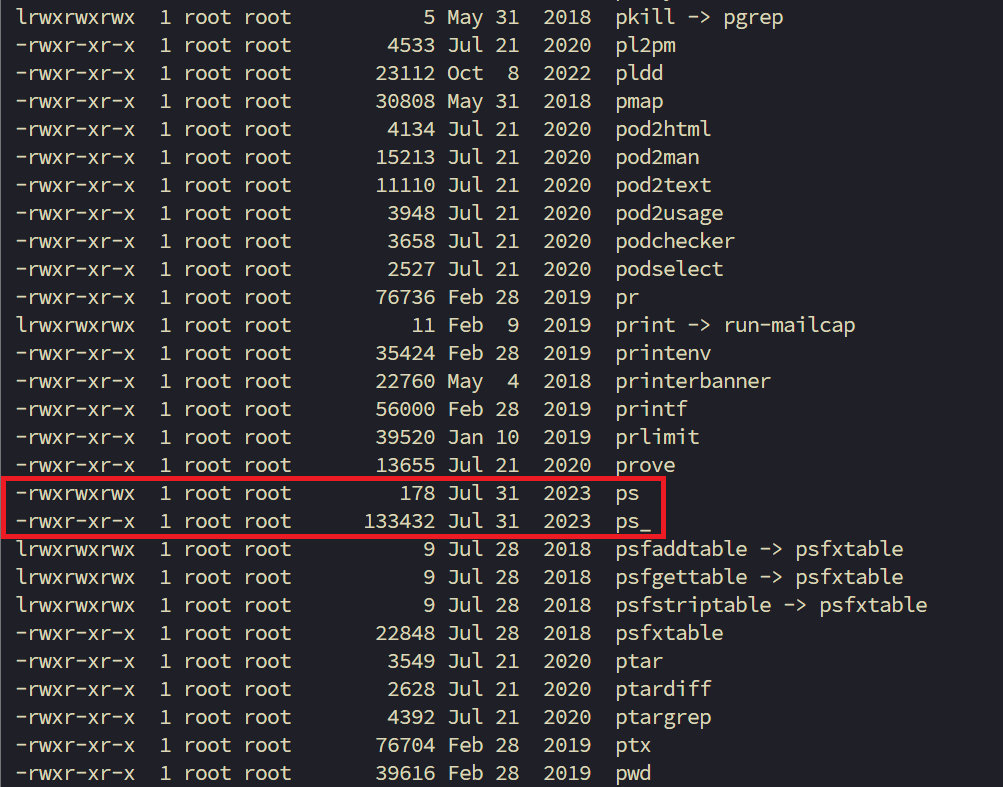 lrwxrwxrwx 1 root root 5 May 31 2018 pkill -> pgrep
-rwxr-xr-x 1 root root 4533 Jul 21 2020 pl2pm
-rwxr-xr-x 1 root root 23112 Oct 8 2022 pldd
-rwxr-xr-x 1 root root 30808 May 31 2018 pmap
-rwxr-xr-x 1 root root 4134 Jul 21 2020 pod2html
-rwxr-xr-x 1 root root 15213 Jul 21 2020 pod2man
-rwxr-xr-x 1 root root 11110 Jul 21 2020 pod2text
-rwxr-xr-x 1 root root 3948 Jul 21 2020 pod2usage
-rwxr-xr-x 1 root root 3658 Jul 21 2020 podchecker
-rwxr-xr-x 1 root root 2527 Jul 21 2020 podselect
-rwxr-xr-x 1 root root 76736 Feb 28 2019 pr
lrwxrwxrwx 1 root root 11 Feb 9 2019 print -> run-mailcap
-rwxr-xr-x 1 root root 35424 Feb 28 2019 printenv
-rwxr-xr-x 1 root root 22760 May 4 2018 printerbanner
-rwxr-xr-x 1 root root 56000 Feb 28 2019 printf
-rwxr-xr-x 1 root root 39520 Jan 10 2019 prlimit
-rwxr-xr-x 1 root root 13655 Jul 21 2020 prove
-rwxrwxrwx 1 root root 178 Jul 31 2023 ps
-rwxr-xr-x 1 root root 133432 Jul 31 2023 ps_
lrwxrwxrwx 1 root root 9 Jul 28 2018 psfaddtable -> psfxtable
lrwxrwxrwx 1 root root 9 Jul 28 2018 psfgettable -> psfxtable
lrwxrwxrwx 1 root root 9 Jul 28 2018 psfstriptable -> psfxtable
-rwxr-xr-x 1 root root 22848 Jul 28 2018 psfxtable
-rwxr-xr-x 1 root root 3549 Jul 21 2020 ptar
-rwxr-xr-x 1 root root 2628 Jul 21 2020 ptardiff
-rwxr-xr-x 1 root root 4392 Jul 21 2020 ptargrep
-rwxr-xr-x 1 root root 76704 Feb 28 2019 ptx
-rwxr-xr-x 1 root root 39616 Feb 28 2019 pwd